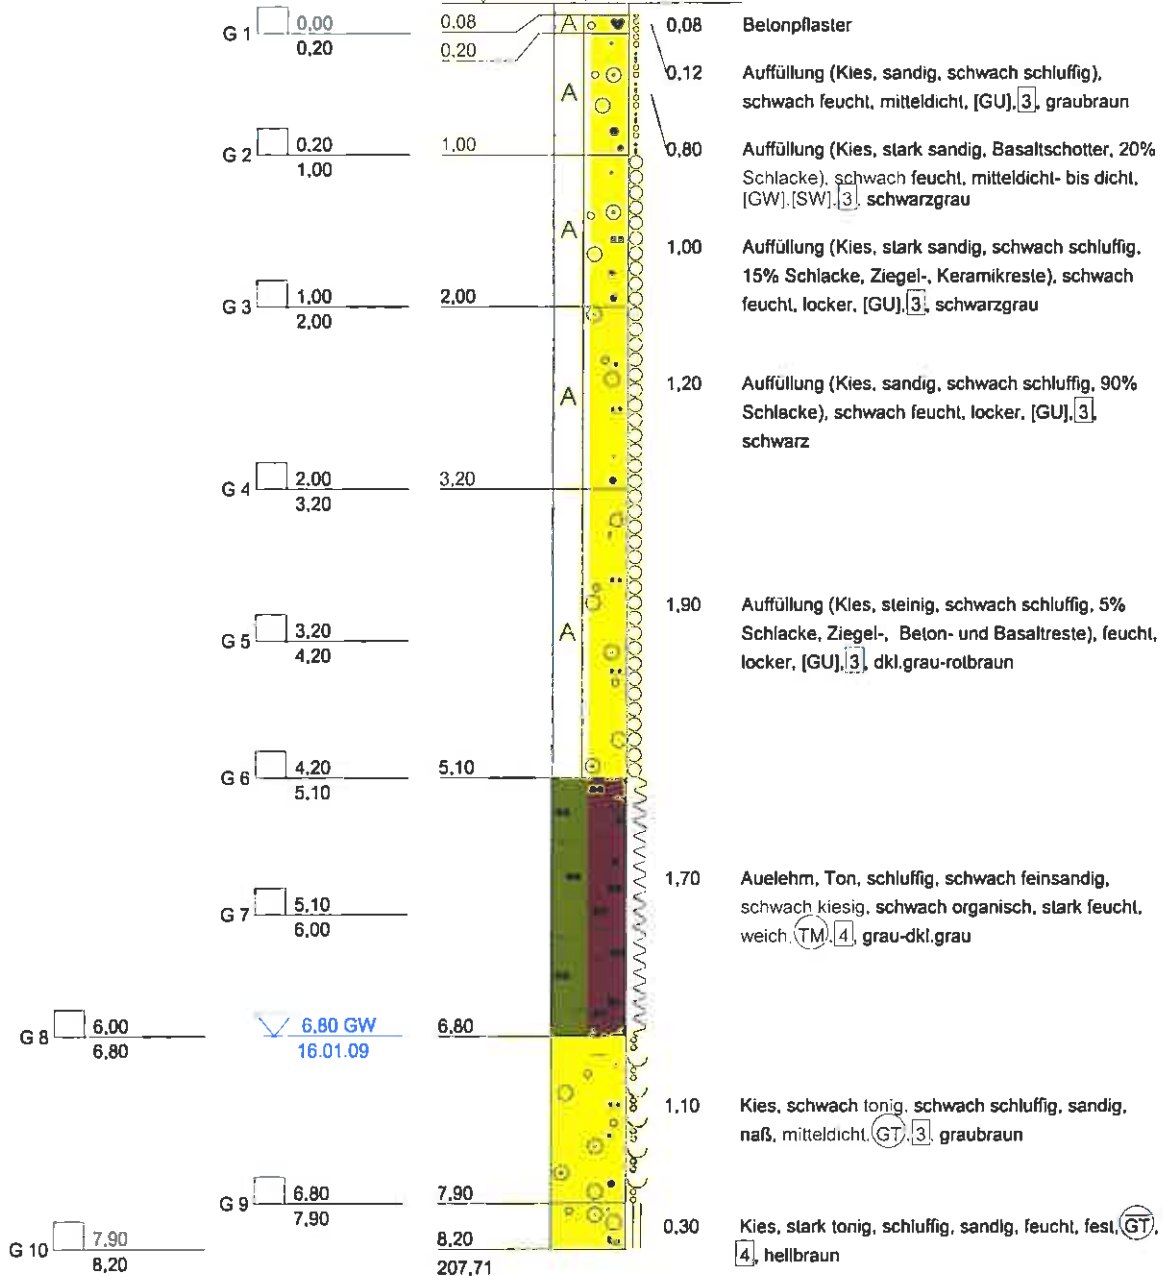 0,08 A 0,08 Betonpflaster
G 1 0,00
0,20
0,20
0,12 Auffüllung (Kies, sandig, schwach schluffig),
schwach feucht, mitteldicht, [GU], 3, graubraun
A
G 2 0,20
1,00
1,00
0,80 Auffüllung (Kies, stark sandig, Basaltschotter, 20%
Schlacke), schwach feucht, mitteldicht- bis dicht,
[GW].[SW], 3, schwarzgrau
A
1,00 Auffüllung (Kies, stark sandig, schwach schluffig,
15% Schlacke, Ziegel-, Keramikreste), schwach
feucht, locker, [GU], 3, schwarzgrau
G 3 1,00
2,00
2,00
A
1,20 Auffüllung (Kies, sandig, schwach schluffig, 90%
Schlacke), schwach feucht, locker, [GU], 3,
schwarz
G 4 2,00
3,20
3,20
A
1,90 Auffüllung (Kies, steinig, schwach schluffig, 5%
Schlacke, Ziegel-, Beton- und Basaltreste), feucht,
locker, [GU], 3, dkl.grau-rotbraun
G 5 3,20
4,20
G 6 4,20
5,10
5,10
1,70 Auelehm, Ton, schluffig, schwach feinsandig,
schwach kiesig, schwach organisch, stark feucht,
weich, TM, 4, grau-dkl.grau
G 7 5,10
6,00
G 8 6,00
6,80
6,80 GW
16.01.09
6,80
1,10 Kies, schwach tonig, schwach schluffig, sandig,
naß, mitteldicht, GT, 3, graubraun
G 9 6,80
7,90
7,90
0,30 Kies, stark tonig, schluffig, sandig, feucht, fest, G̅T̅,
4, hellbraun
G 10 7,90
8,20
8,20
207,71